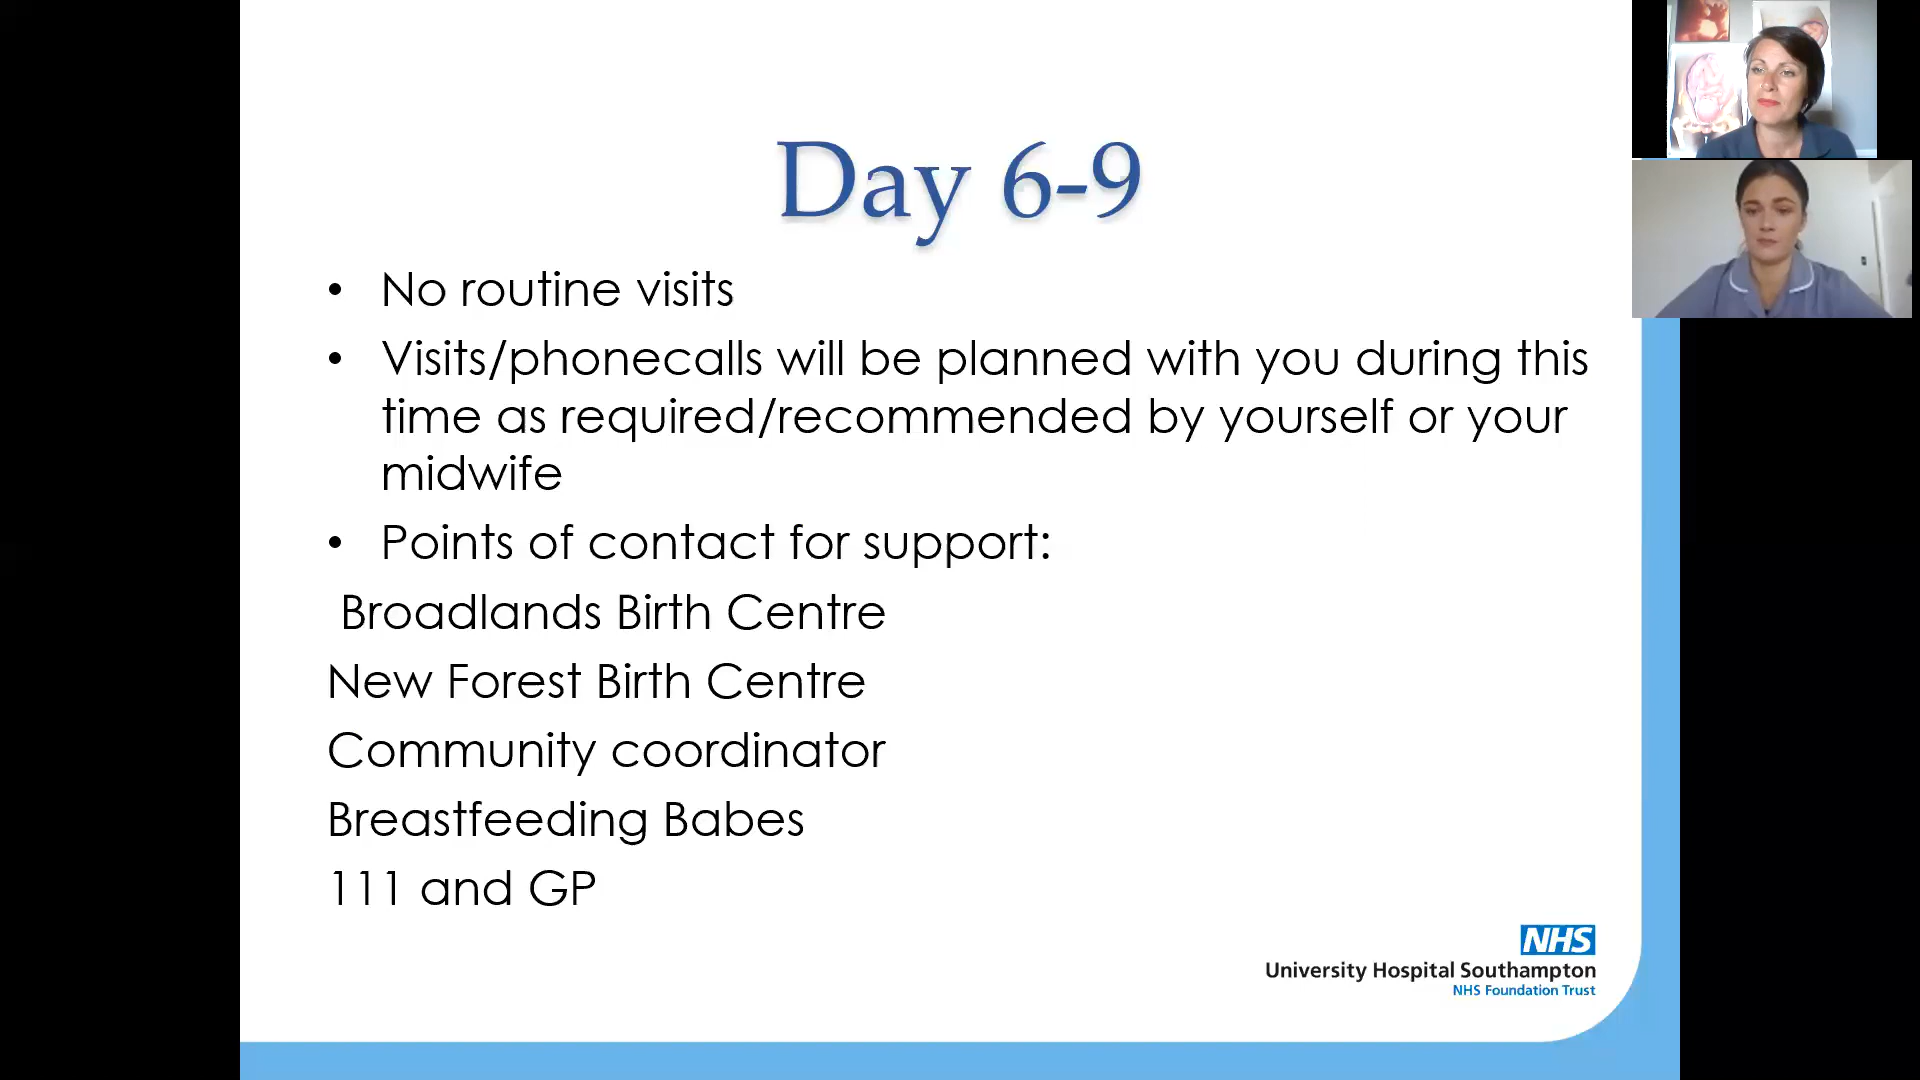 Day 6-9
• No routine visits
• Visits/phonecalls will be planned with you during this
time as required/recommended by yourself or your
midwife
• Points of contact for support:
Broadlands Birth Centre
New Forest Birth Centre
Community coordinator
Breastfeeding Babes
111 and GP
NHS
University Hospital Southampton
NHS Foundation Trust